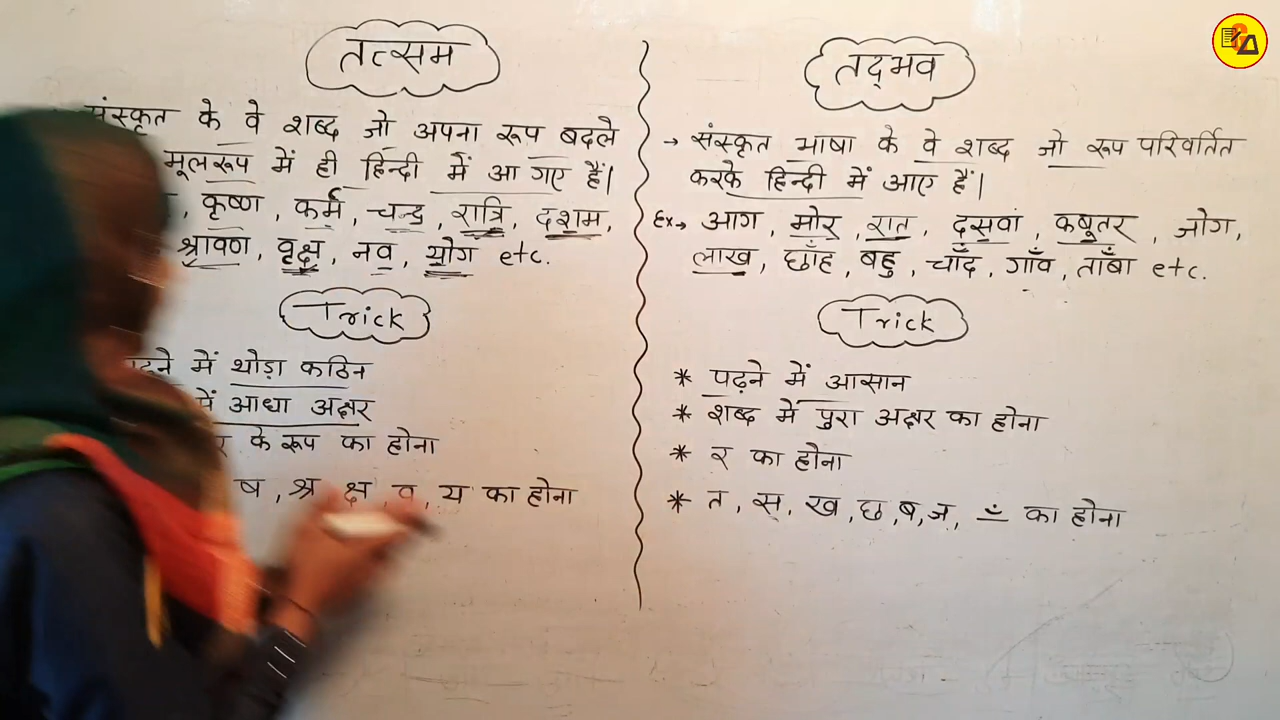 तत्सम
संस्कृत के वे शब्द जो अपना रूप बदले
मूलरूप में ही हिन्दी में आ गए हैं।
, कृष्ण, कर्म, चन्द्र, रात्रि, दशम,
श्रावण, वृक्ष, नव, योग etc.
Trick
में थोड़ा कठिन
में आधा अक्षर
के रूप का होना
ष, श्र, क्ष, व, य का होना
तद्भव
→ संस्कृत भाषा के वे शब्द जो रूप परिवर्तित
करके हिन्दी में आए हैं।
Ex→ आग, मोर, रात, दसवां, कबुतर, जोग,
लाख, छाँह, बहु, चाँद, गाँव, ताँबा etc.
Trick
* पढ़ने में आसान
* शब्द में पुरा अक्षर का होना
* र का होना
* त, स, ख, छ, ब, ज, ँ का होना